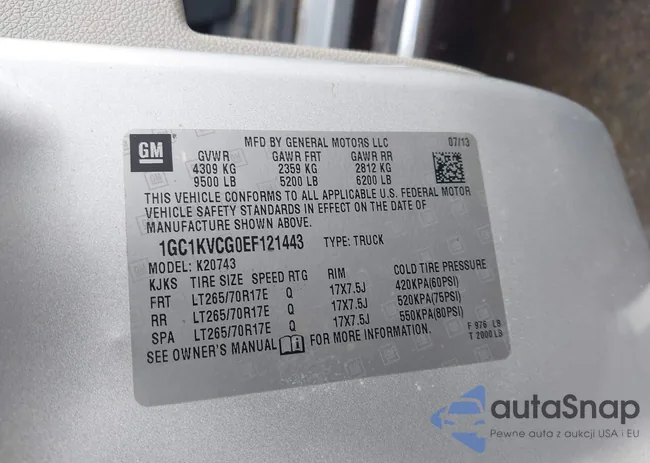 GM
MFD BY GENERAL MOTORS LLC 07/13
GVWR GAWR FRT GAWR RR
4309 KG 2359 KG 2812 KG
9500 LB 5200 LB 6200 LB
THIS VEHICLE CONFORMS TO ALL APPLICABLE U.S. FEDERAL MOTOR
VEHICLE SAFETY STANDARDS IN EFFECT ON THE DATE OF
MANUFACTURE SHOWN ABOVE.
1GC1KVCG0EF121443 TYPE: TRUCK
MODEL: K20743
KJKS TIRE SIZE SPEED RTG RIM COLD TIRE PRESSURE
FRT LT265/70R17E Q 17X7.5J 420KPA(60PSI)
RR LT265/70R17E Q 17X7.5J 520KPA(75PSI)
SPA LT265/70R17E Q 17X7.5J 550KPA(80PSI)
SEE OWNER'S MANUAL FOR MORE INFORMATION.
F 976 LB
T 2000 LB
autaSnap
Pewne auta z aukcji USA i EU